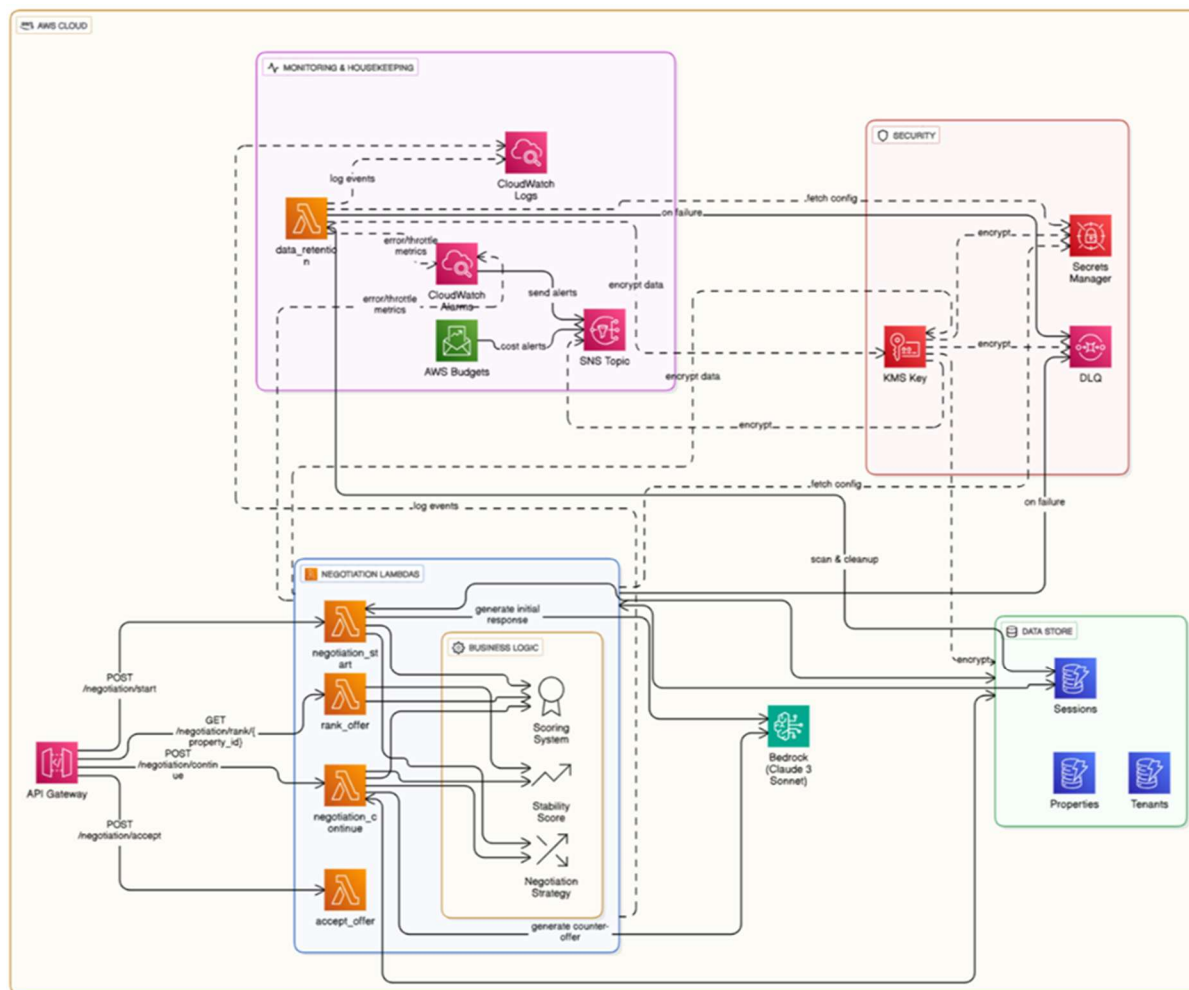 AWS CLOUD
MONITORING & HOUSEKEEPING
SECURITY
log events
CloudWatch
Logs
fetch config
on failure
data_retentio
n
error/throttle
metrics
encrypt
Secrets
Manager
CloudWatch
Alarms
send alerts
encrypt data
error/throttle
metrics
cost alerts
AWS Budgets
SNS Topic
encrypt data
KMS Key
encrypt
DLQ
encrypt
fetch config
log events
on failure
scan & cleanup
NEGOTIATION LAMBDAS
generate initial
response
negotiation_st
art
BUSINESS LOGIC
DATA STORE
encrypt
POST
/negotiation/start
Sessions
rank_offer
Scoring
System
GET
/negotiation/rank/{
property_id}
POST
/negotiation/contin
ue
API Gateway
Bedrock
(Claude 3
Sonnet)
negotiation_c
ontinue
Stability
Score
Properties
Tenants
POST
/negotiation/accept
Negotiation
Strategy
accept_offer
generate counter-
offer